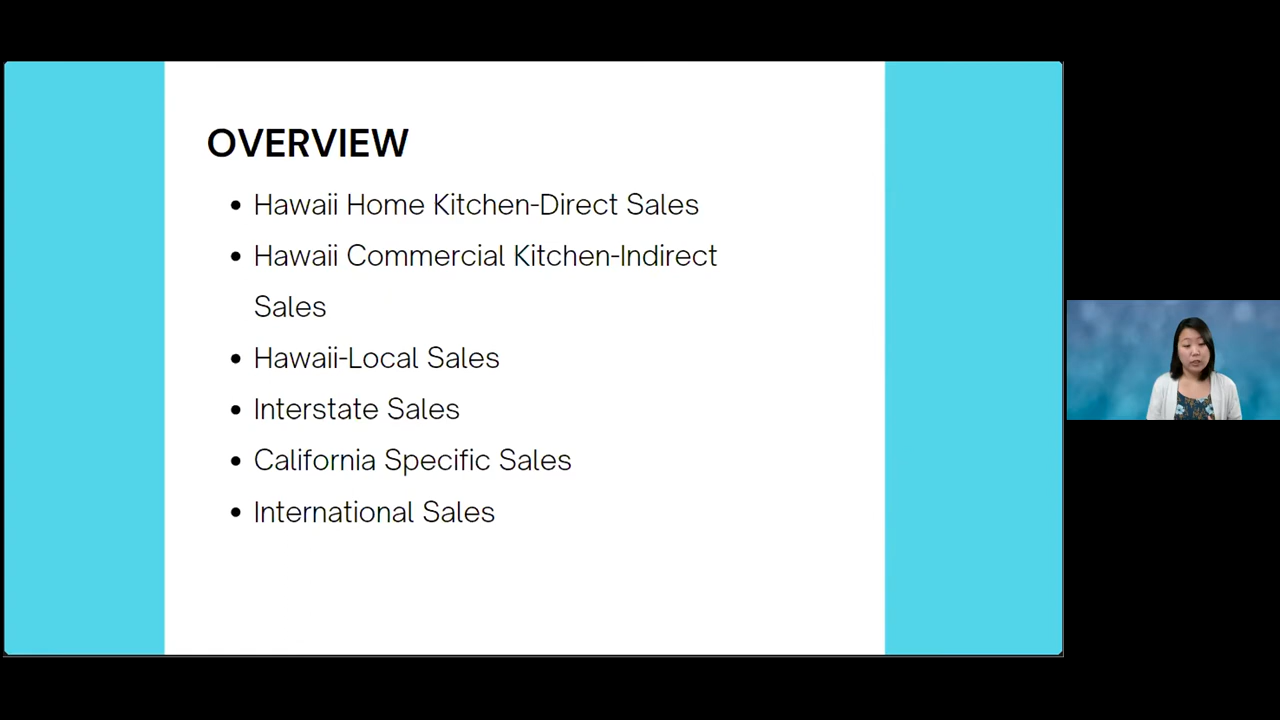 OVERVIEW
• Hawaii Home Kitchen-Direct Sales
• Hawaii Commercial Kitchen-Indirect
Sales
• Hawaii-Local Sales
• Interstate Sales
• California Specific Sales
• International Sales